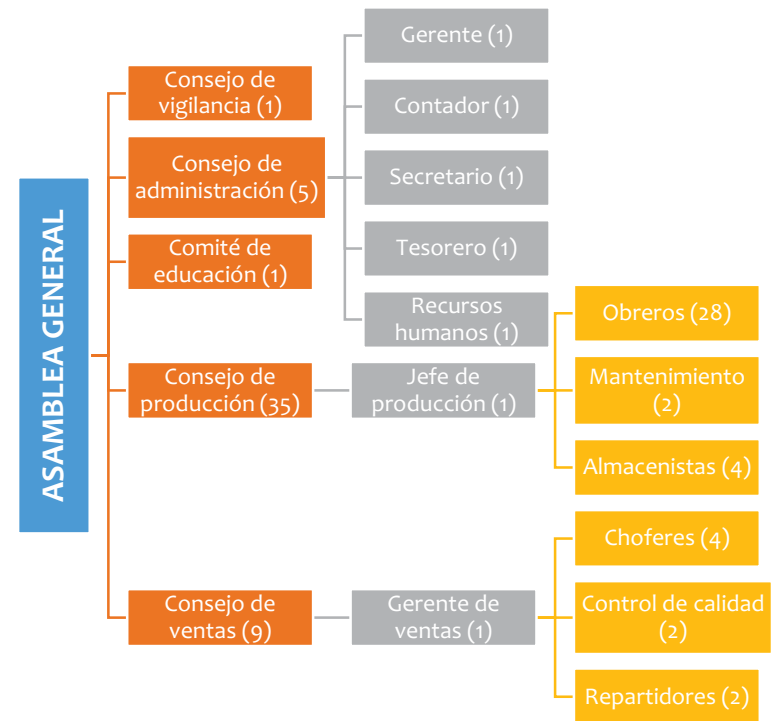 ASAMBLEA GENERAL
Consejo de
vigilancia (1)
Consejo de
administración (5)
Gerente (1)
Contador (1)
Secretario (1)
Tesorero (1)
Recursos
humanos (1)
Comité de
educación (1)
Consejo de
producción (35)
Jefe de
producción (1)
Obreros (28)
Mantenimiento
(2)
Almacenistas (4)
Consejo de
ventas (9)
Gerente de
ventas (1)
Choferes (4)
Control de calidad
(2)
Repartidores (2)